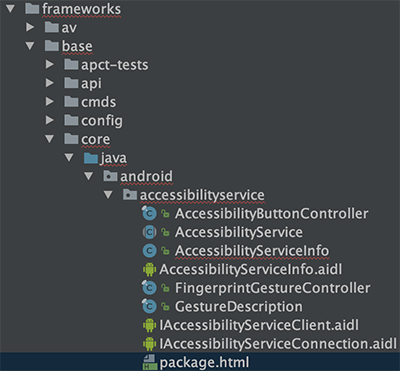 frameworks
av
base
apct-tests
api
cmds
config
core
java
android
accessibilityservice
AccessibilityButtonController
AccessibilityService
AccessibilityServiceInfo
AccessibilityServiceInfo.aidl
FingerprintGestureController
GestureDescription
IAccessibilityServiceClient.aidl
IAccessibilityServiceConnection.aidl
package.html